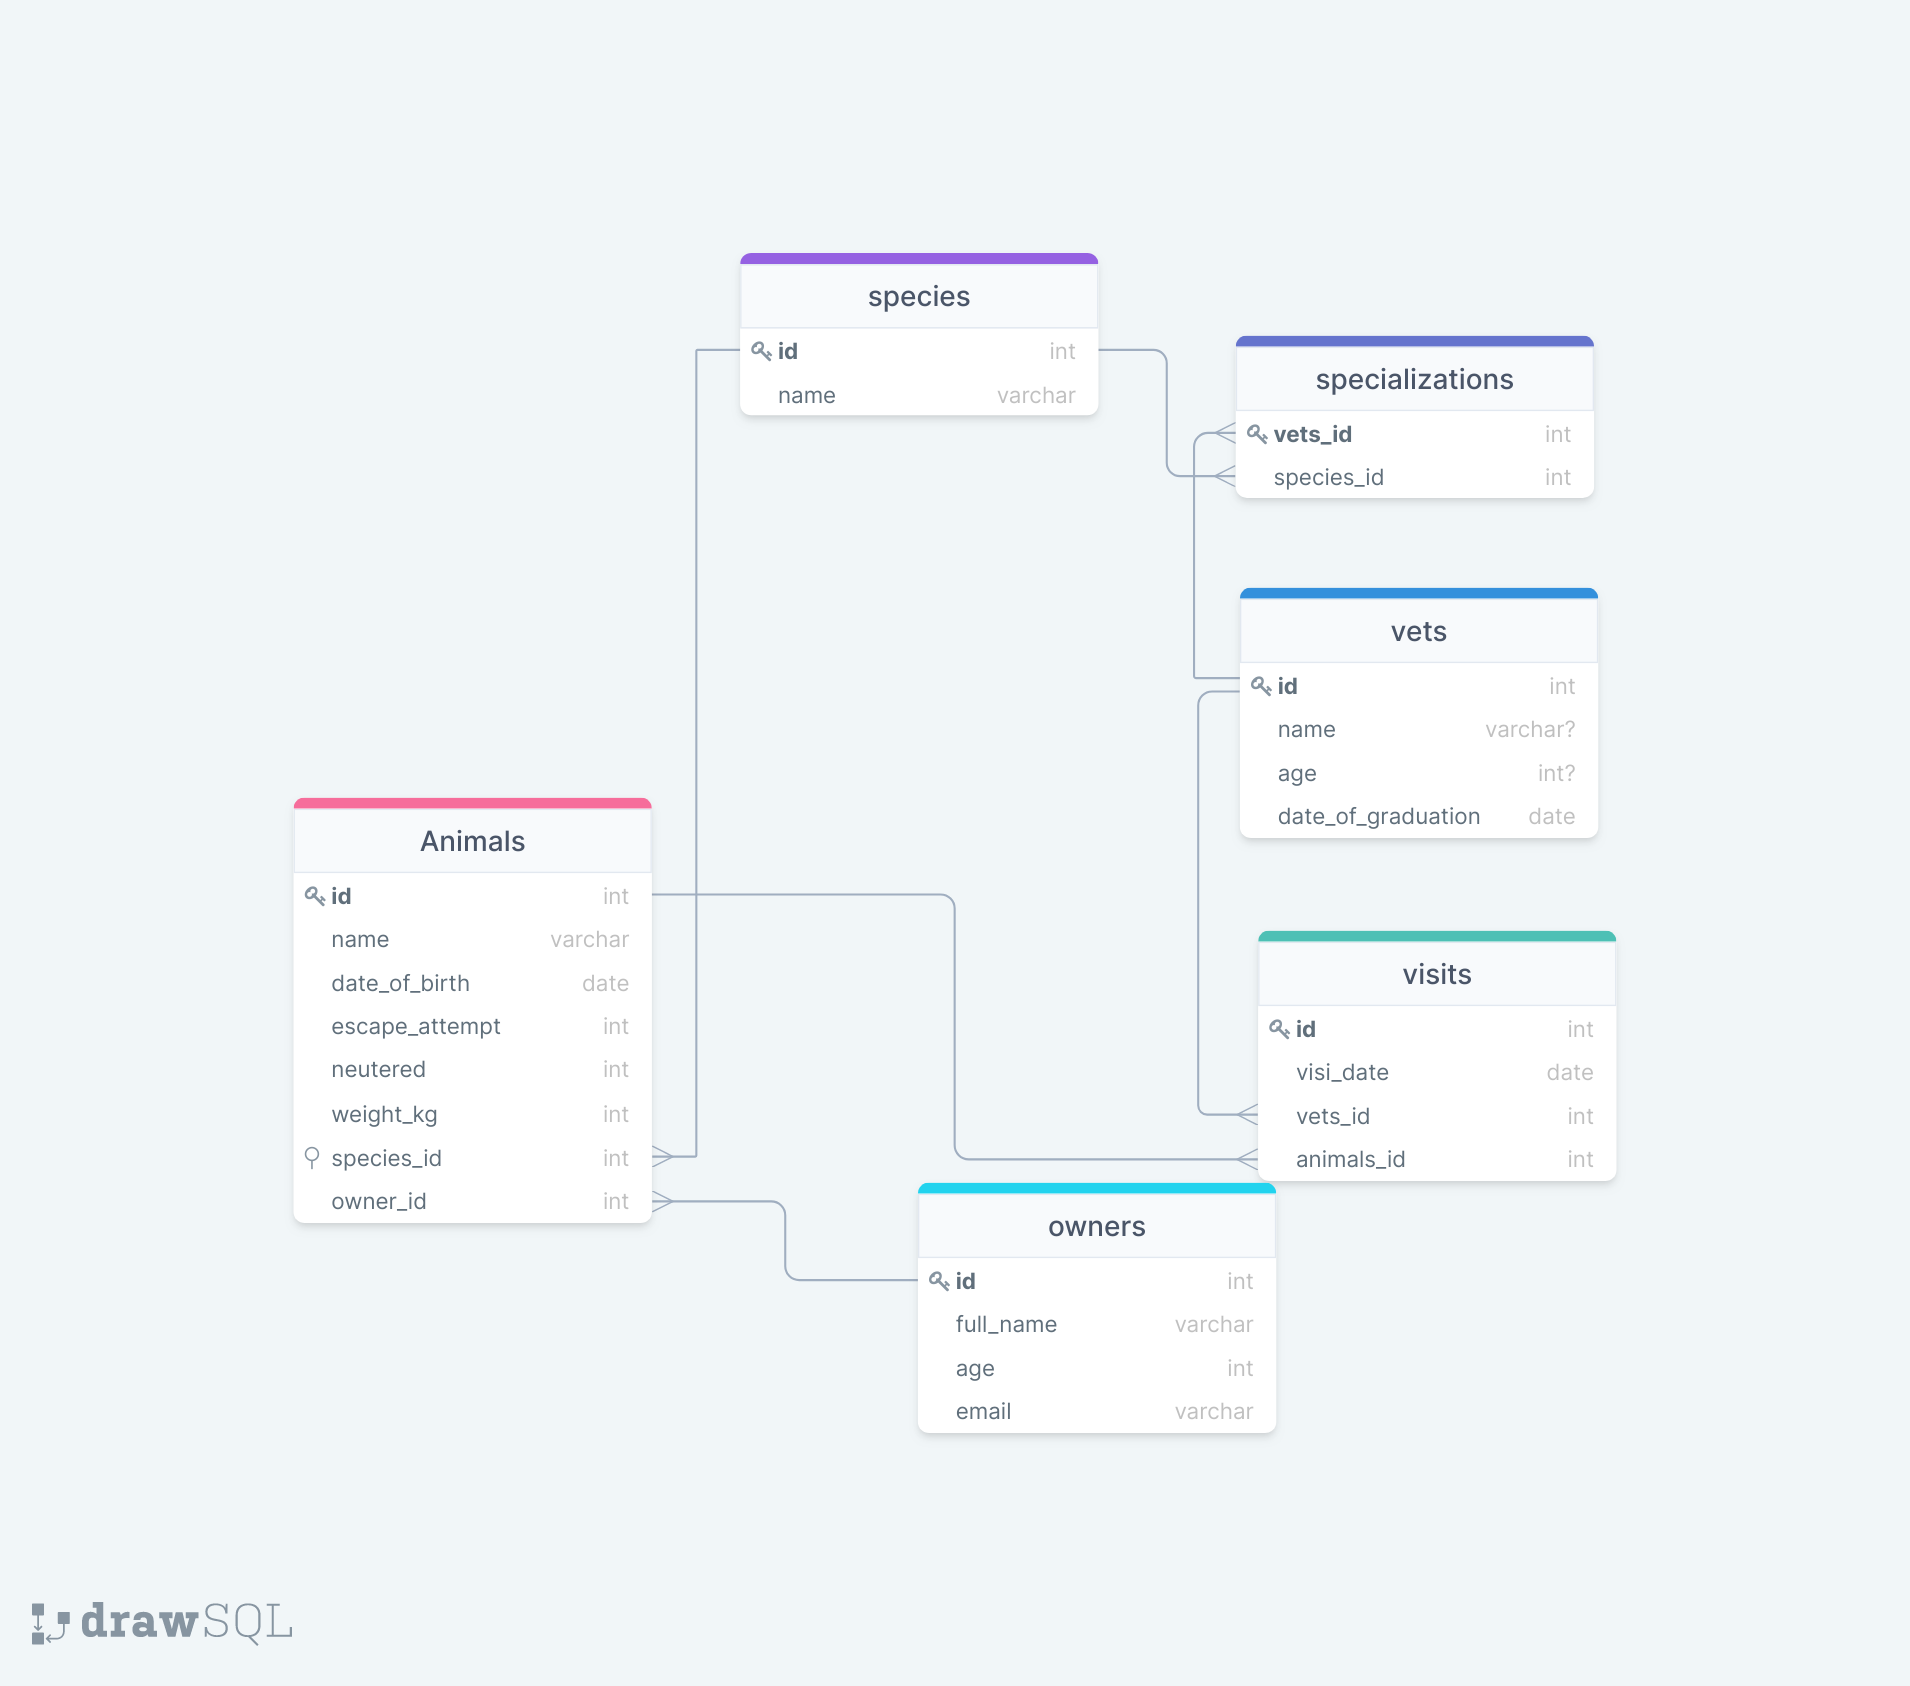 species
id int
name varchar
specializations
vets_id int
species_id int
vets
id int
name varchar?
age int?
date_of_graduation date
Animals
id int
name varchar
date_of_birth date
escape_attempt int
neutered int
weight_kg int
species_id int
owner_id int
visits
id int
visi_date date
vets_id int
animals_id int
owners
id int
full_name varchar
age int
email varchar
drawSQL